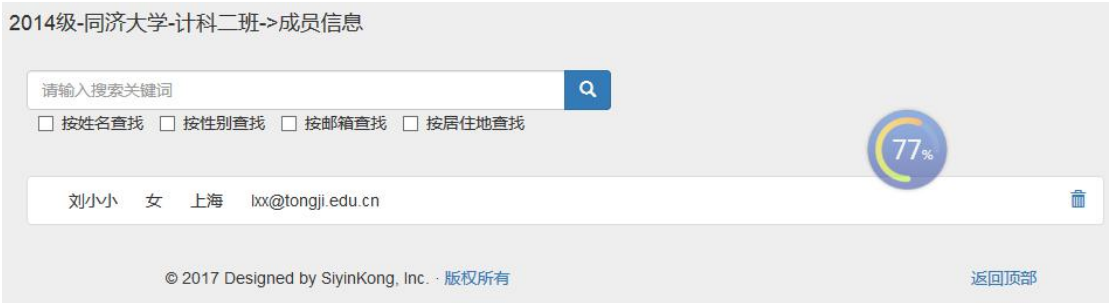 2014级-同济大学-计科二班->成员信息
请输入搜索关键词
按姓名查找 按性别查找 按邮箱查找 按居住地查找
77%
刘小小 女 上海 lxx@tongji.edu.cn
© 2017 Designed by SiyinKong, Inc. · 版权所有 返回顶部